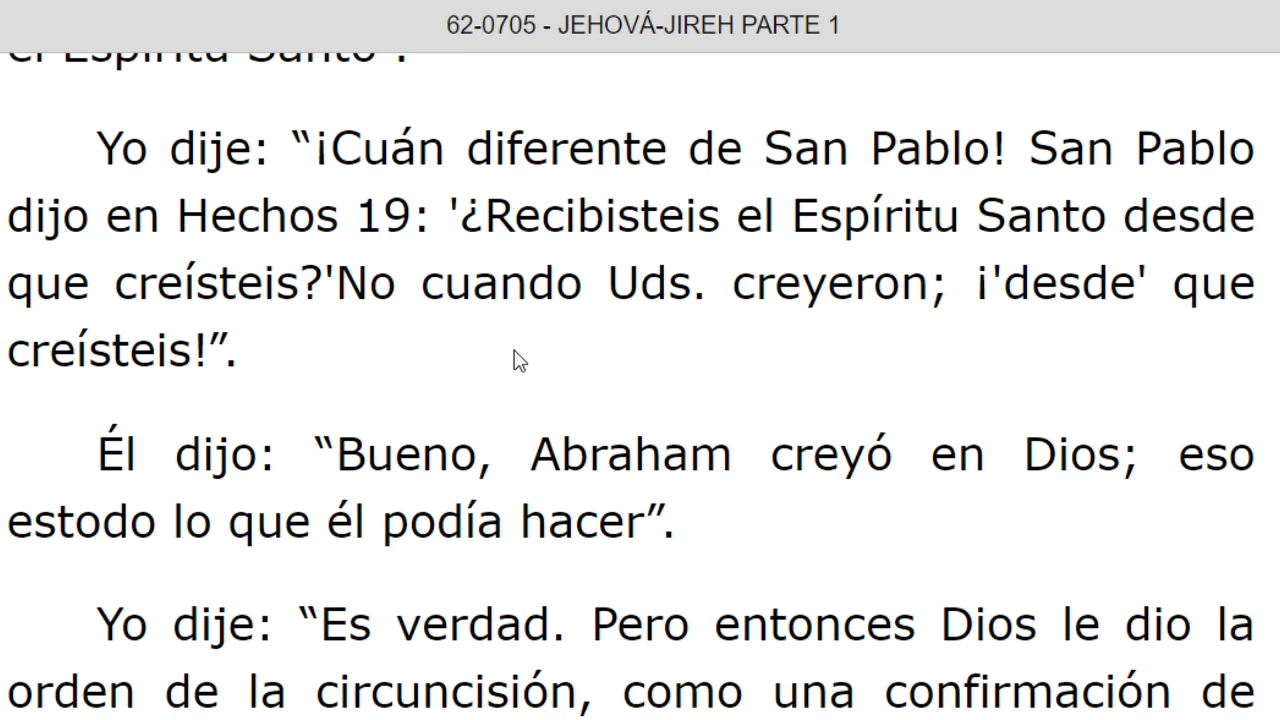 62-0705 - JEHOVÁ-JIREH PARTE 1
el Espíritu Santo".
Yo dije: “¡Cuán diferente de San Pablo! San Pablo
dijo en Hechos 19: '¿Recibisteis el Espíritu Santo desde
que creísteis?'No cuando Uds. creyeron; ¡'desde' que
creísteis!”.
Él dijo: “Bueno, Abraham creyó en Dios; eso
estodo lo que él podía hacer”.
Yo dije: “Es verdad. Pero entonces Dios le dio la
orden de la circuncisión, como una confirmación de